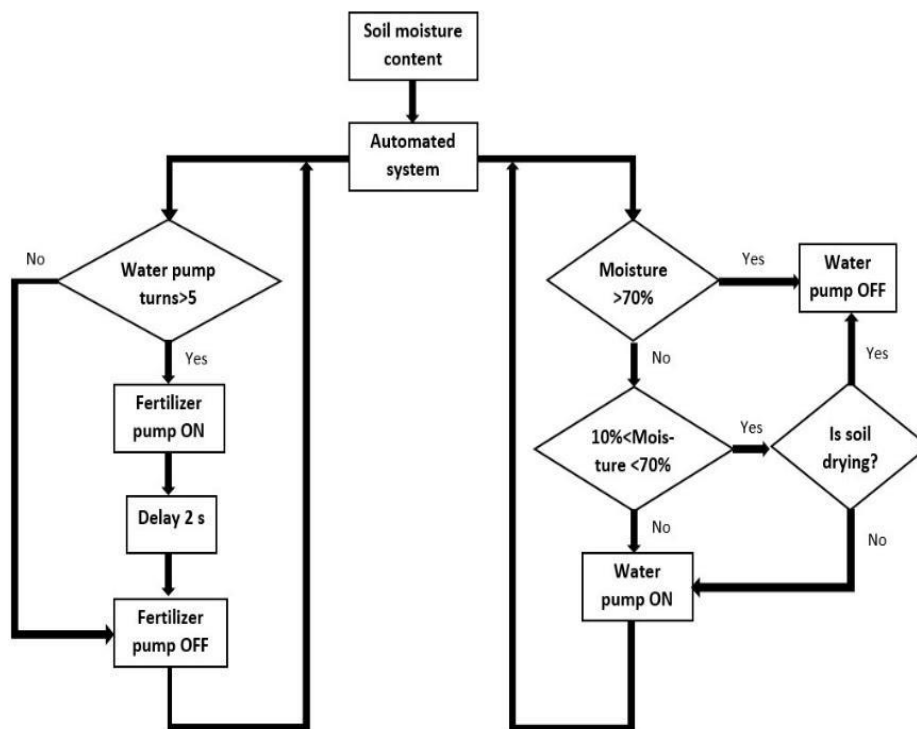 Soil moisture
content
Automated
system
No
Water pump
turns>5
Yes
Fertilizer
pump ON
Delay 2 s
Fertilizer
pump OFF
Moisture
>70%
Yes
Water
pump OFF
No
Yes
10%<Mois-
ture <70%
Yes
Is soil
drying?
No
No
Water
pump ON